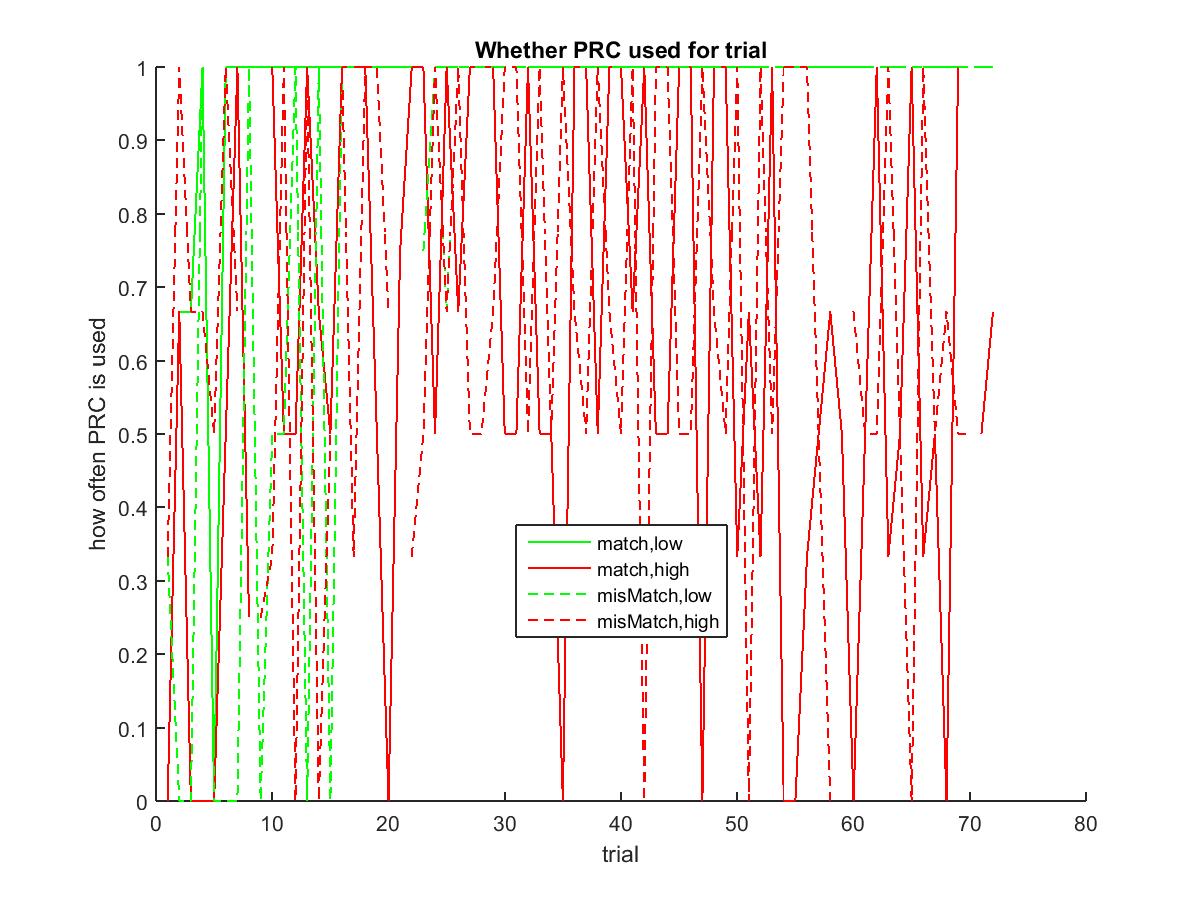 Whether PRC used for trial
how often PRC is used
1
0.9
0.8
0.7
0.6
0.5
0.4
0.3
0.2
0.1
0
match,low
match,high
misMatch,low
misMatch,high
0 10 20 30 40 50 60 70 80
trial